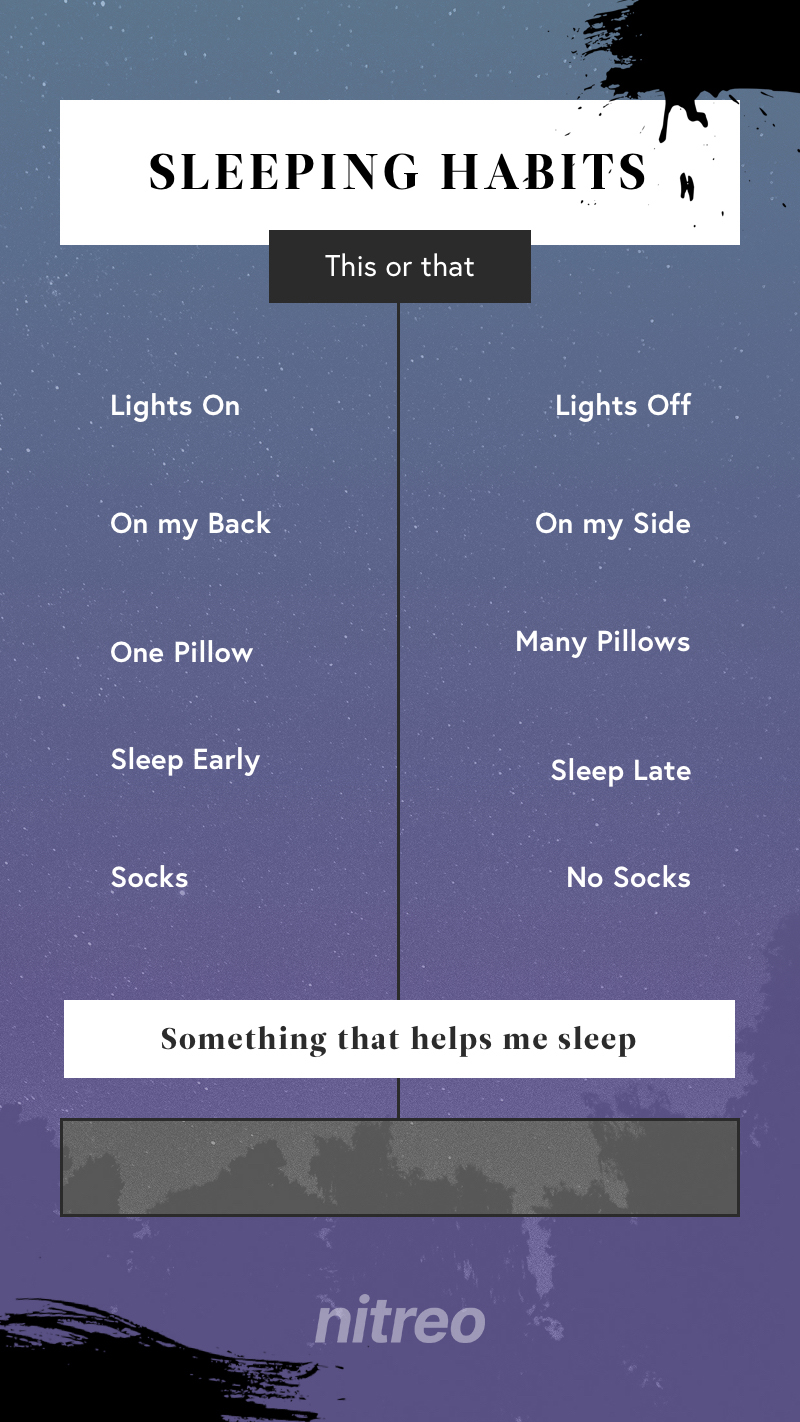 SLEEPING HABITS
This or that
Lights On
Lights Off
On my Back
On my Side
One Pillow
Many Pillows
Sleep Early
Sleep Late
Socks
No Socks
Something that helps me sleep
nitreo